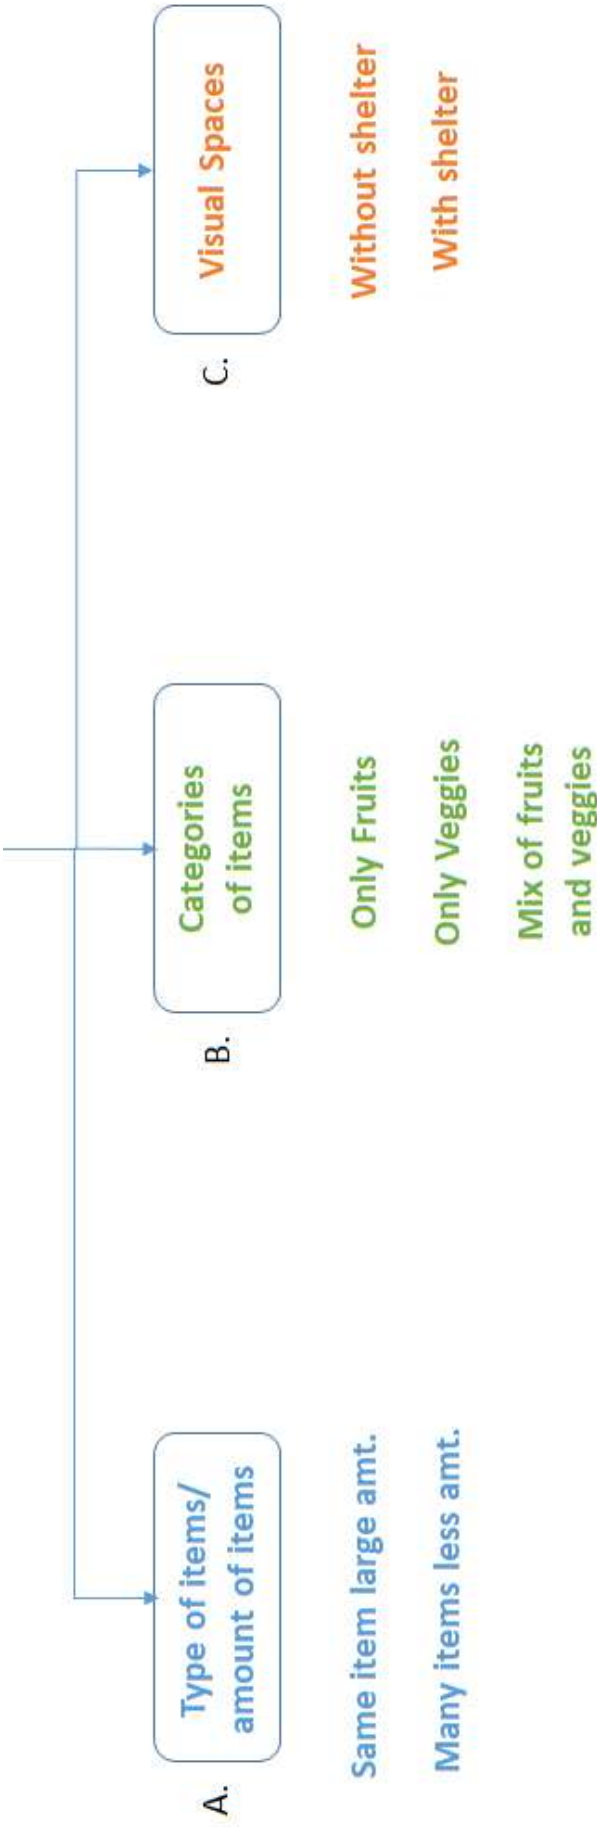 A.
Type of items/
amount of items
Same item large amt.
Many items less amt.
B.
Categories
of items
Only Fruits
Only Veggies
Mix of fruits
and veggies
C.
Visual Spaces
Without shelter
With shelter